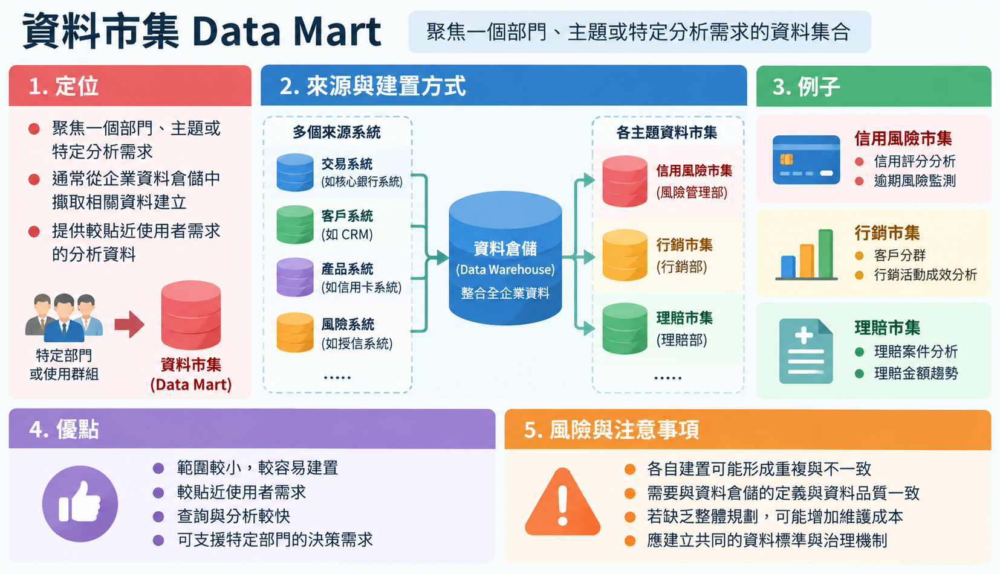 資料市集 Data Mart
聚焦一個部門、主題或特定分析需求的資料集合
1. 定位
聚焦一個部門、主題或
特定分析需求
通常從企業資料倉儲中
擷取相關資料建立
提供較貼近使用者需求
的分析資料
特定部門
或使用群組
資料市集
(Data Mart)
2. 來源與建置方式
多個來源系統
交易系統
(如核心銀行系統)
客戶系統
(如 CRM)
產品系統
(如信用卡系統)
風險系統
(如授信系統)
.....
資料倉儲
(Data Warehouse)
整合全企業資料
各主題資料市集
信用風險市集
(風險管理部)
行銷市集
(行銷部)
理賠市集
(理賠部)
.....
3. 例子
信用風險市集
信用評分分析
逾期風險監測
行銷市集
客戶分群
行銷活動成效分析
理賠市集
理賠案件分析
理賠金額趨勢
4. 優點
範圍較小，較容易建置
較貼近使用者需求
查詢與分析較快
可支援特定部門的決策需求
5. 風險與注意事項
各自建置可能形成重複與不一致
需要與資料倉儲的定義與資料品質一致
若缺乏整體規劃，可能增加維護成本
應建立共同的資料標準與治理機制